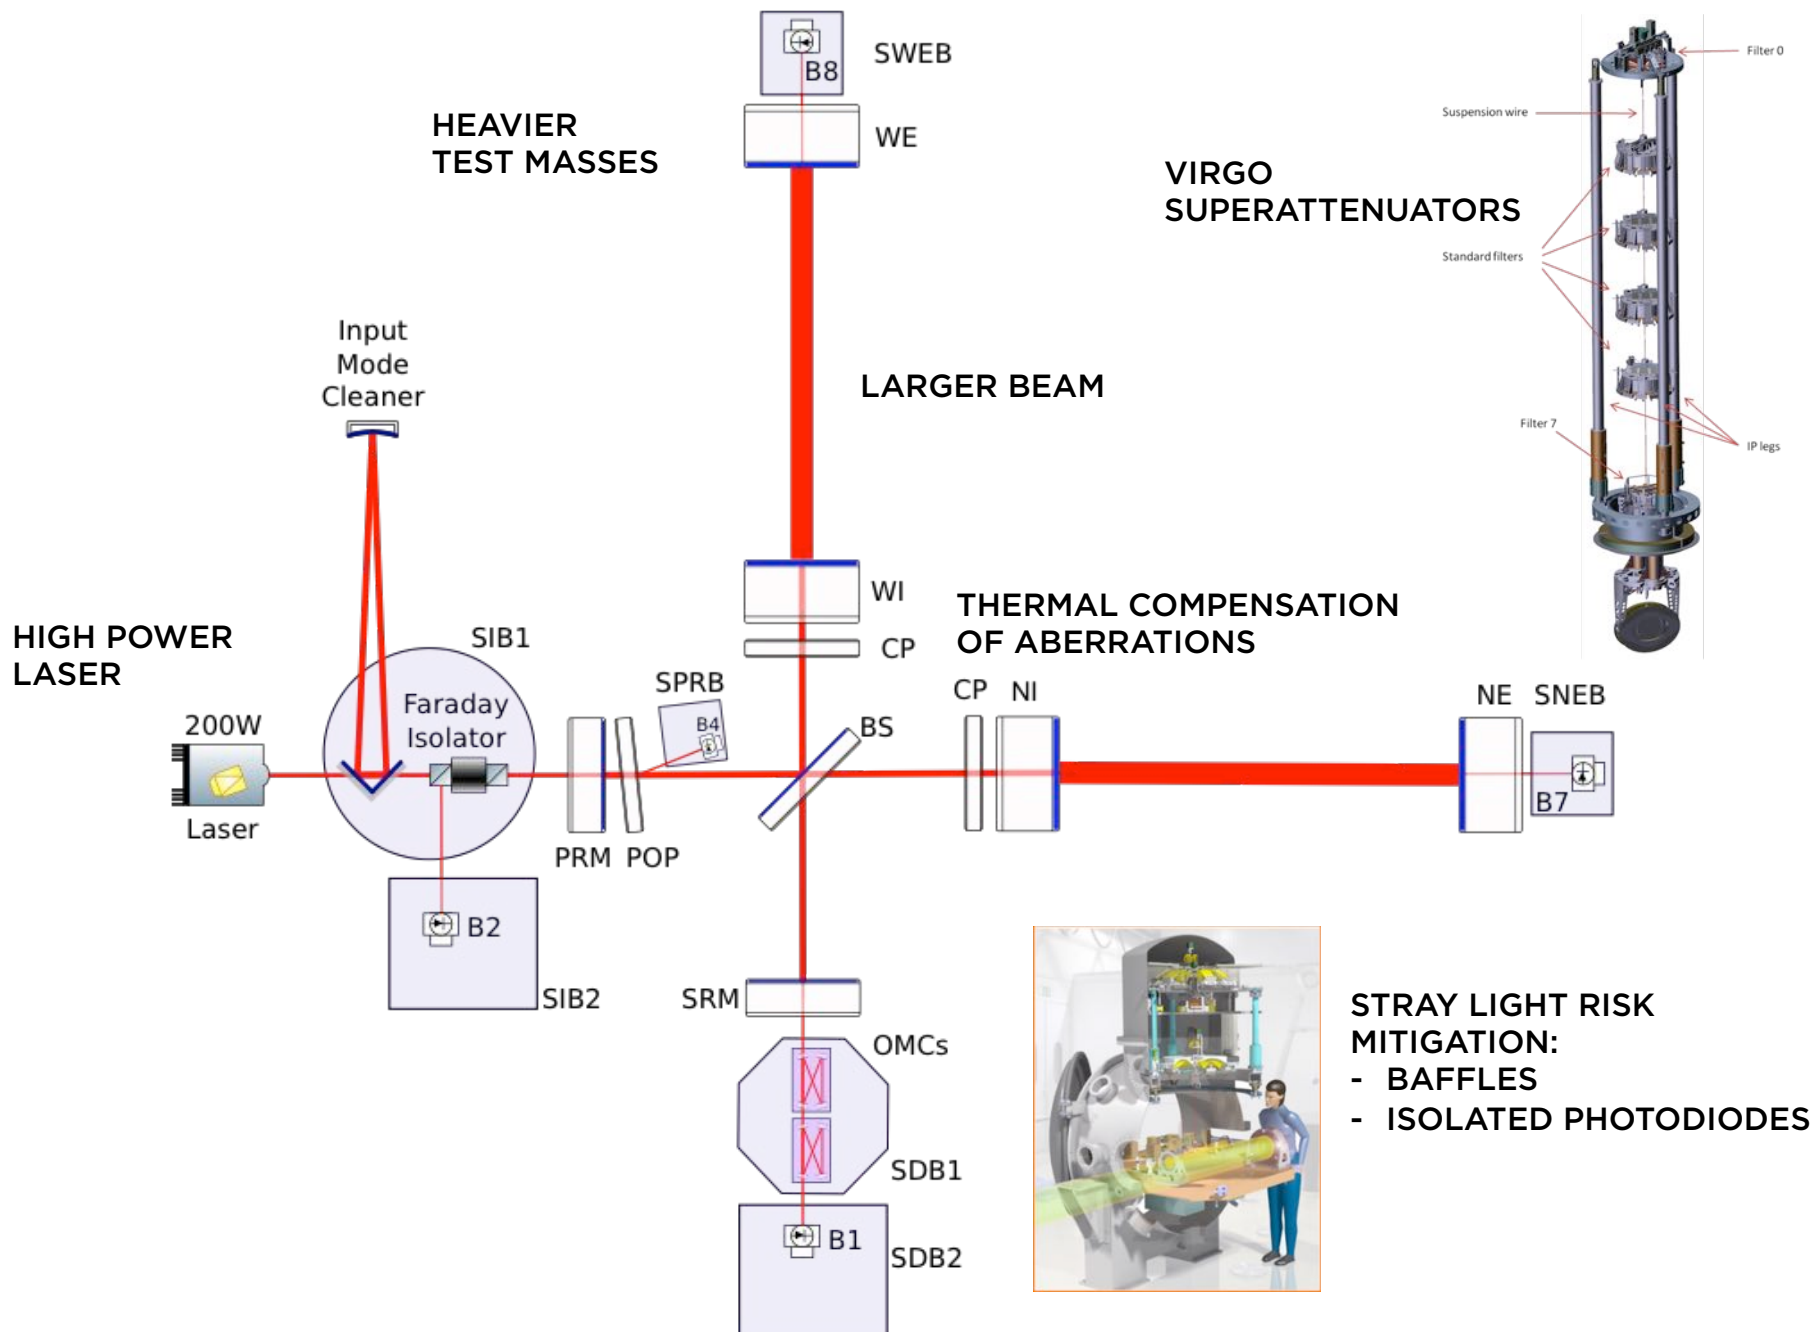 SWEB
B8
HEAVIER
TEST MASSES
WE
Filter 0
Suspension wire
VIRGO
SUPERATTENUATORS
Standard filters
Input
Mode
Cleaner
LARGER BEAM
Filter 7
IP legs
WI
THERMAL COMPENSATION
OF ABERRATIONS
CP
HIGH POWER
LASER
SIB1
SPRB
B4
CP
NI
NE
SNEB
200W
Faraday
Isolator
BS
B7
Laser
PRM
POP
B2
SIB2
SRM
OMCs
SDB1
B1
SDB2
STRAY LIGHT RISK
MITIGATION:
- BAFFLES
- ISOLATED PHOTODIODES